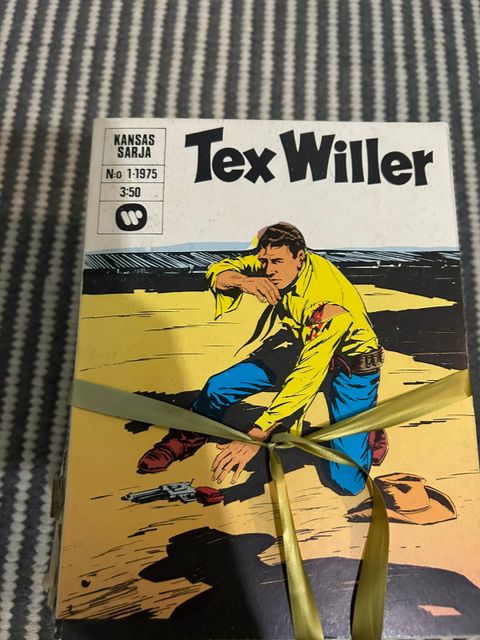 KANSAS
SARJA
N:o 1·1975
3:50
Tex Willer